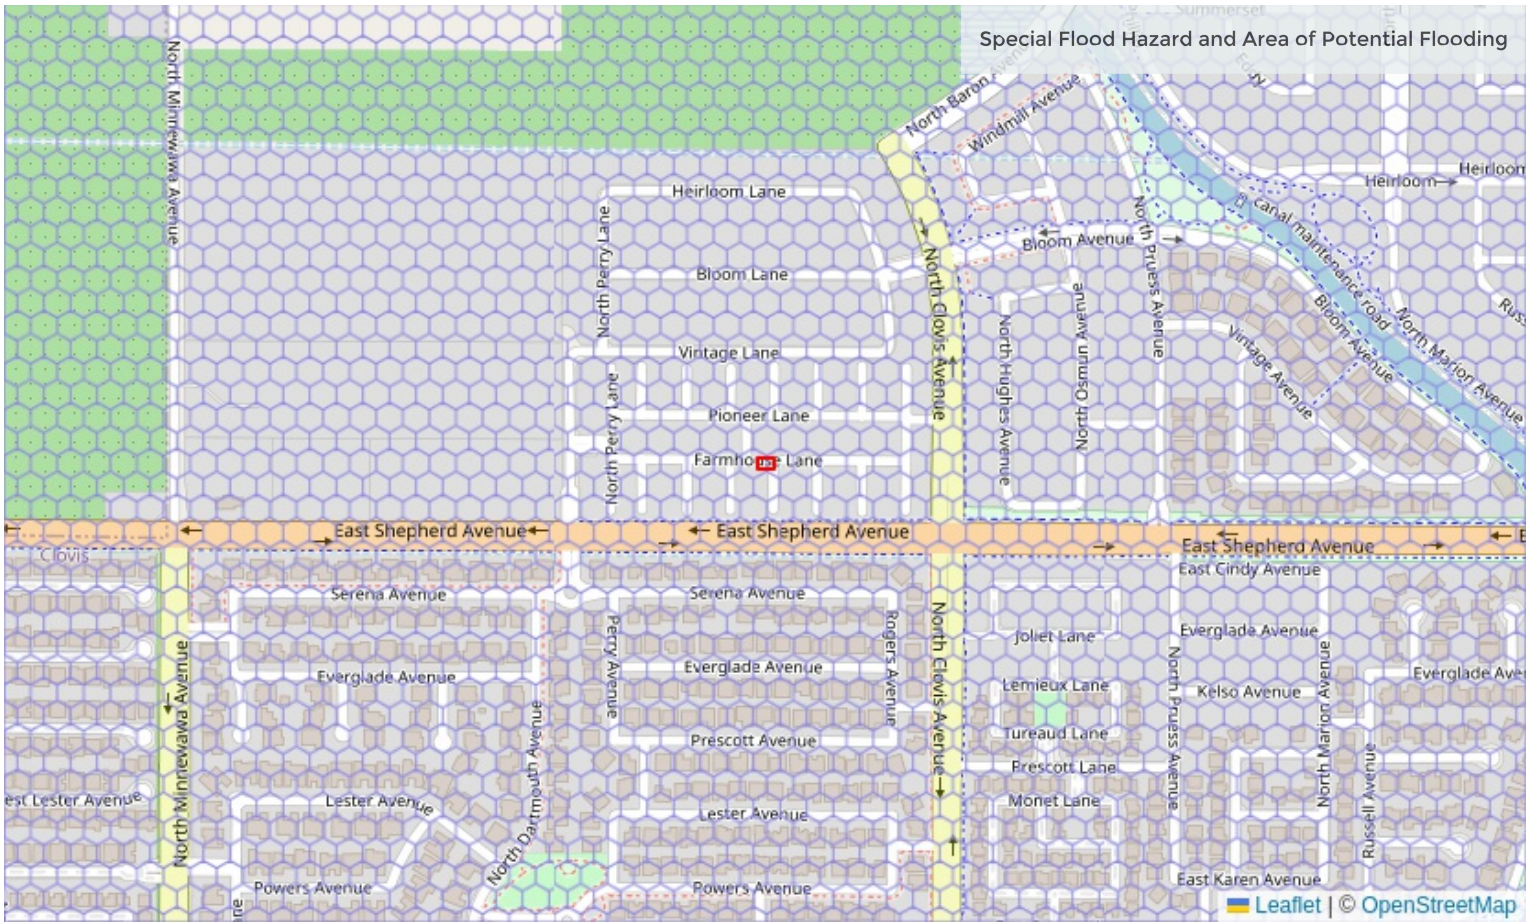 Summerset
Special Flood Hazard and Area of Potential Flooding
North Minnewawa Avenue
North Baron Avenue
Windmill Avenue
Eddy
Heirloom Lane
Heirloom
Heirloom
North Perry Lane
canal maintenance road
Bloom Avenue
North Pruess Avenue
Bloom Lane
North Clovis Avenue
North Osmun Avenue
North Hughes Avenue
Bloom Avenue
North Marion Avenue
Vintage Avenue
Vintage Lane
North Perry Lane
Pioneer Lane
Farmhouse Lane
East Shepherd Avenue
East Shepherd Avenue
East Shepherd Avenue
E
Clovis
East Cindy Avenue
Serena Avenue
Serena Avenue
Perry Avenue
Rogers Avenue
North Clovis Avenue
Joliet Lane
Everglade Avenue
North Minnewawa Avenue
Everglade Avenue
Everglade Avenue
North Pruess Avenue
North Marion Avenue
Everglade Aven
Lemieux Lane
Kelso Avenue
North Dartmouth Avenue
Prescott Avenue
Tureaud Lane
Prescott Lane
Russell Avenue
est Lester Avenue
Lester Avenue
Lester Avenue
Monet Lane
Powers Avenue
Powers Avenue
East Karen Avenue
Leaflet | © OpenStreetMap